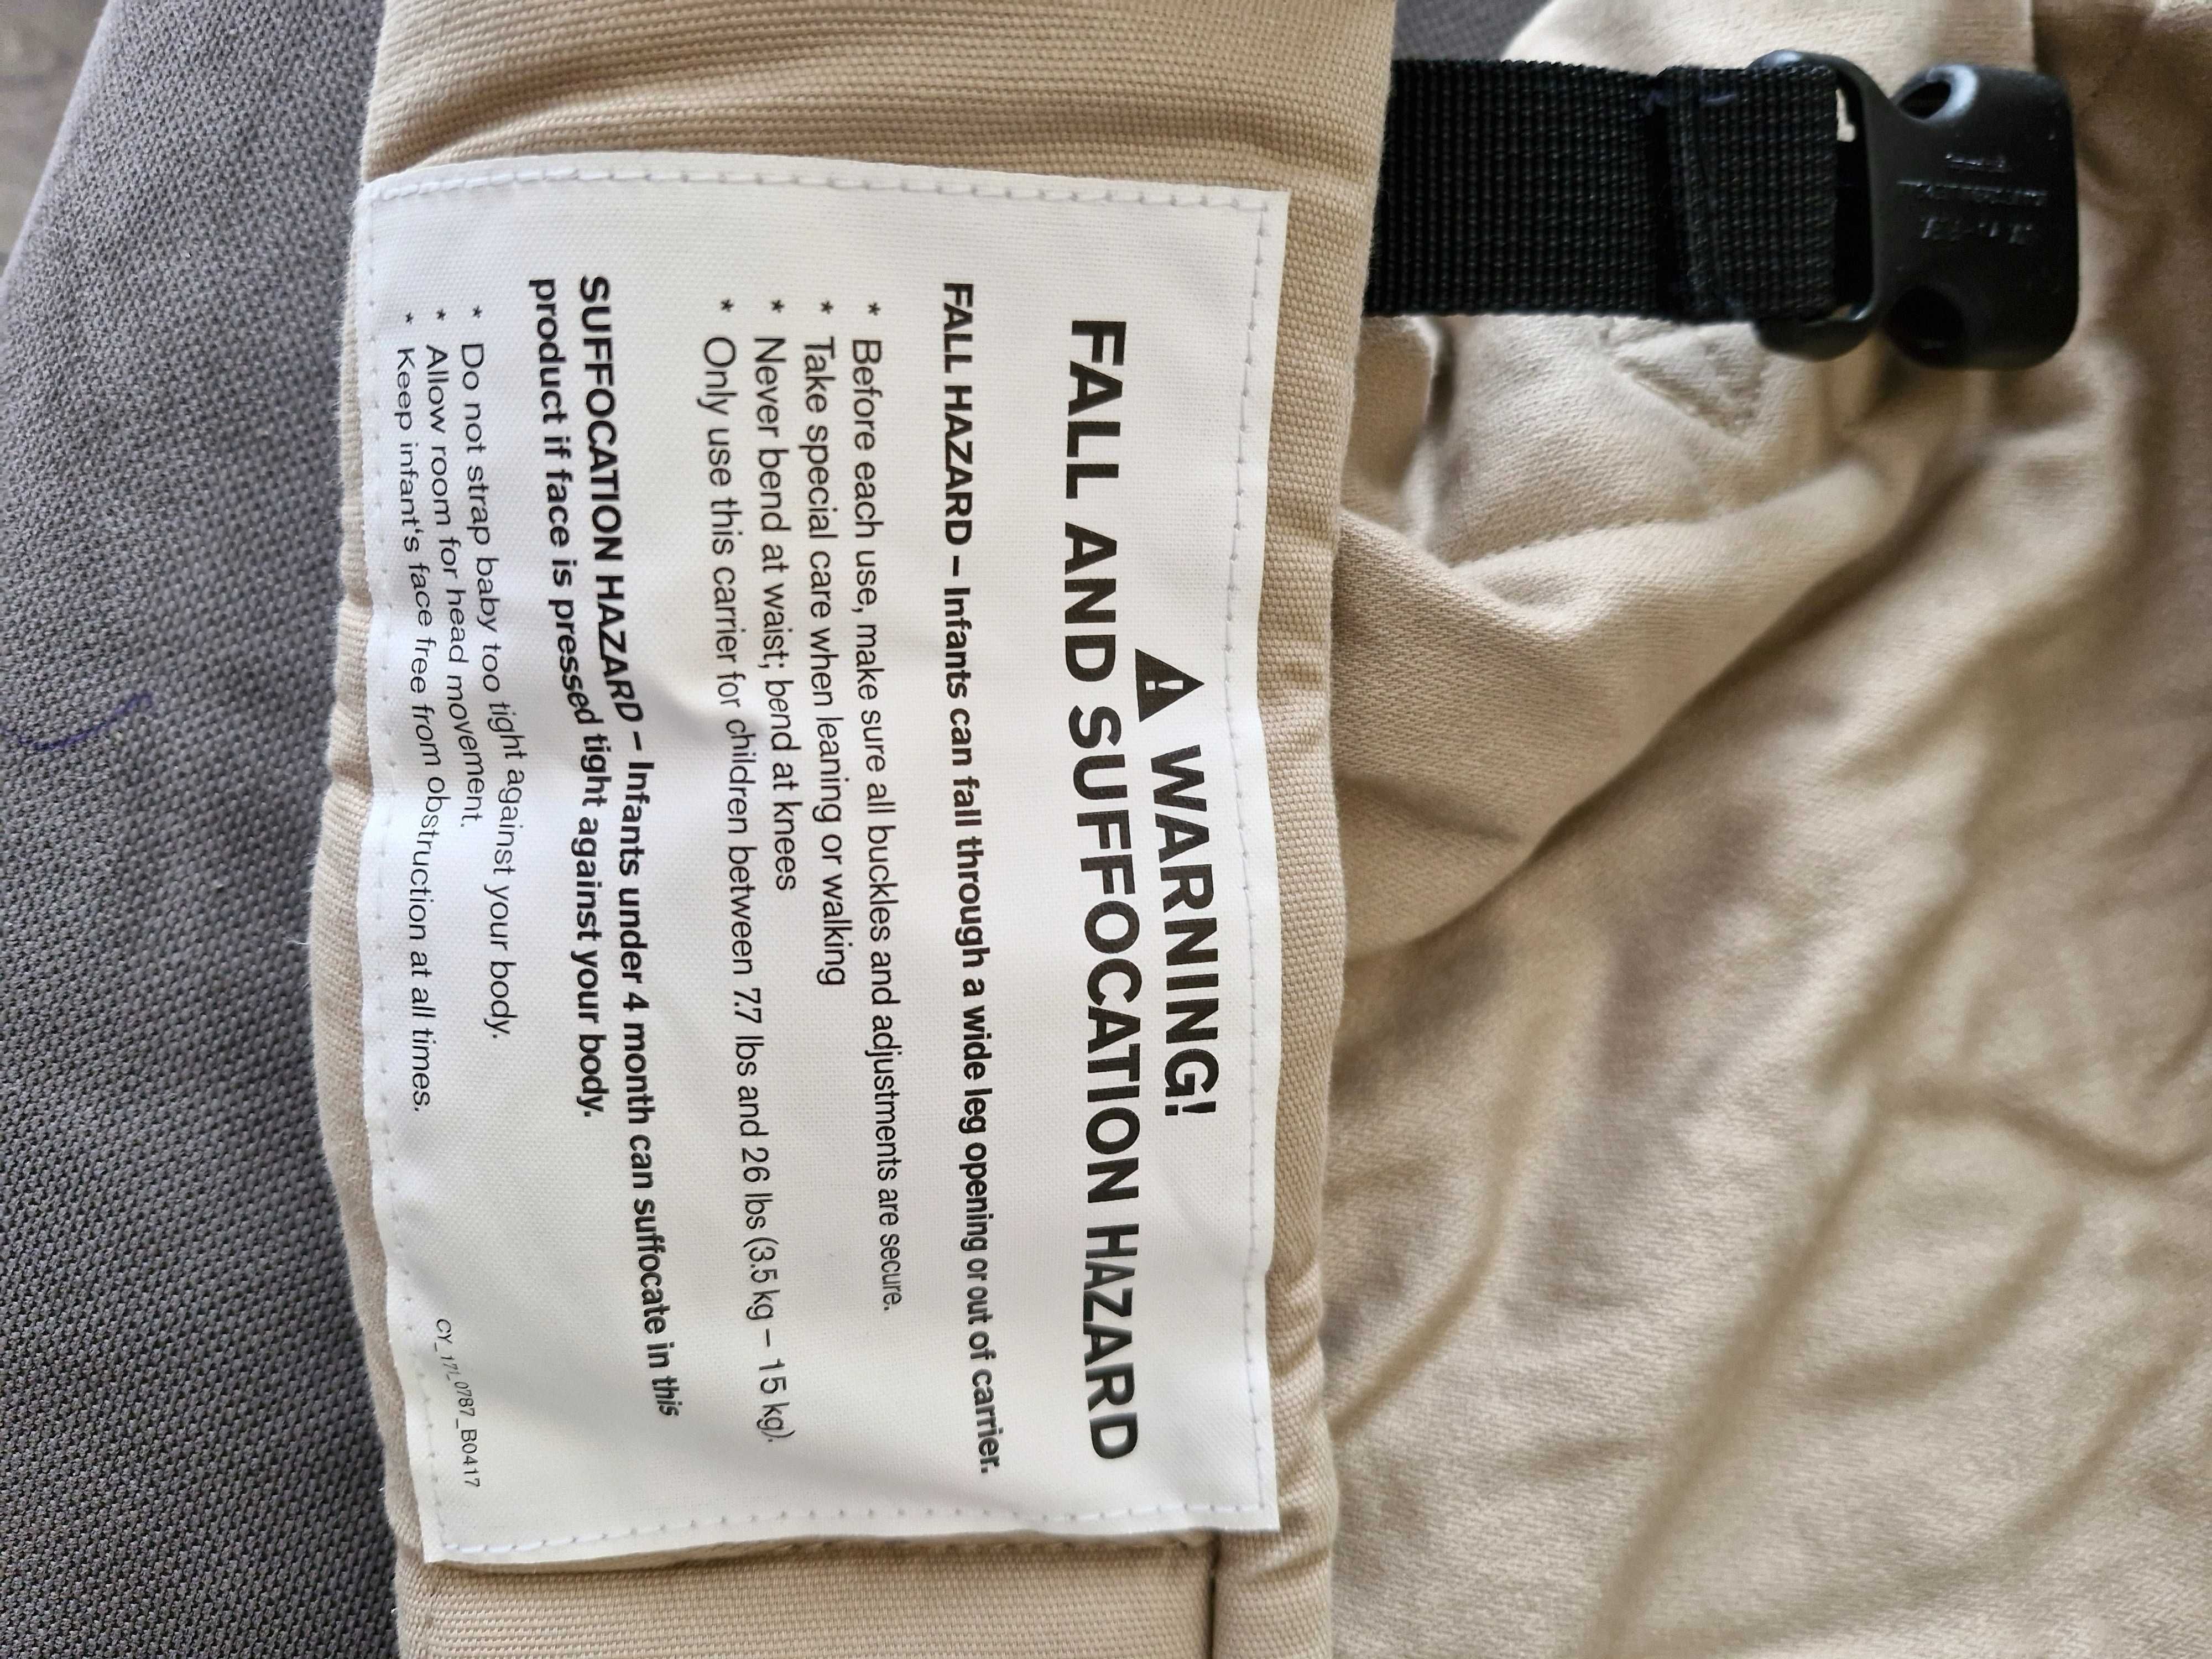 WARNING!
FALL AND SUFFOCATION HAZARD
FALL HAZARD – Infants can fall through a wide leg opening or out of carrier.
* Before each use, make sure all buckles and adjustments are secure.
* Take special care when leaning or walking
* Never bend at waist; bend at knees
* Only use this carrier for children between 7.7 lbs and 26 lbs (3.5 kg – 15 kg).
SUFFOCATION HAZARD – Infants under 4 month can suffocate in this
product if face is pressed tight against your body.
* Do not strap baby too tight against your body.
* Allow room for head movement.
* Keep infant's face free from obstruction at all times.
CY_171_0787_B0417